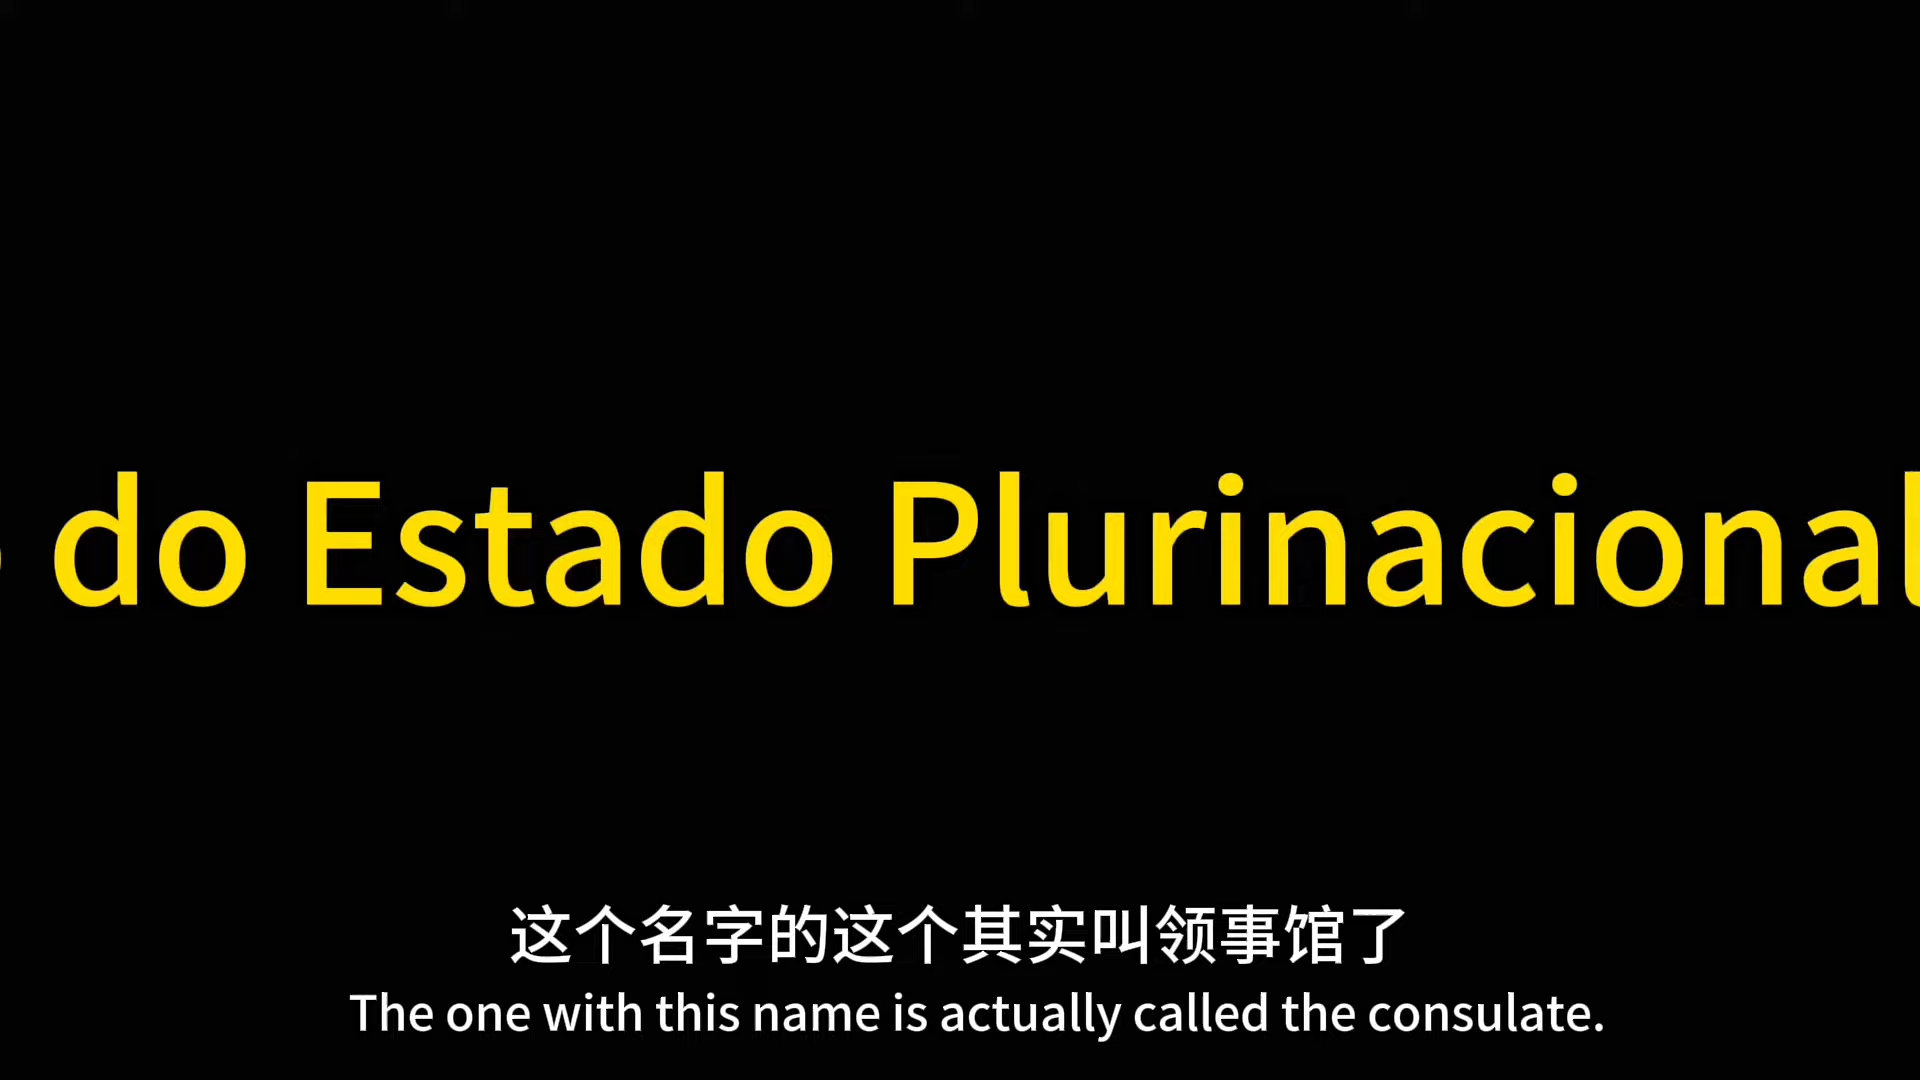 do Estado Plurinacional
这个名字的这个其实叫领事馆了
The one with this name is actually called the consulate.